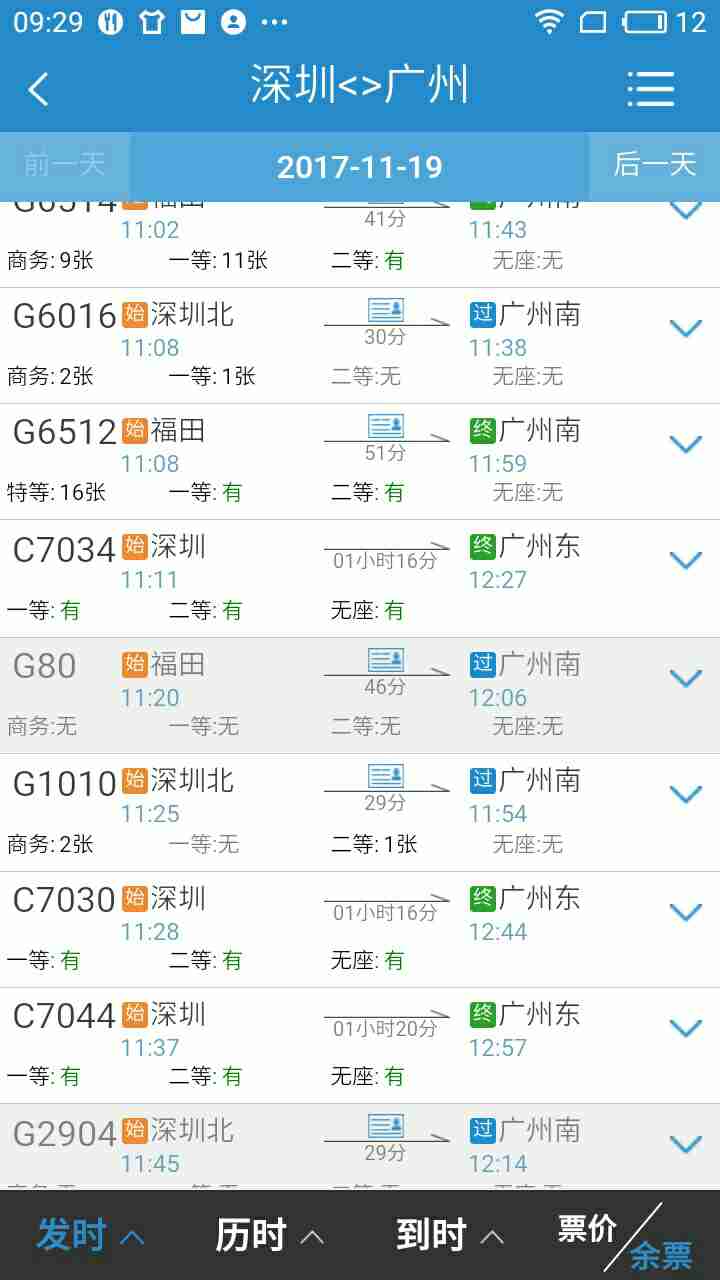 09:29 12
深圳<>广州
前一天 2017-11-19 后一天
G6514 始 福田 41分 终 广州南
11:02 11:43
商务: 9张 一等: 11张 二等: 有 无座:无
G6016 始 深圳北 30分 过 广州南
11:08 11:38
商务: 2张 一等: 1张 二等:无 无座:无
G6512 始 福田 51分 终 广州南
11:08 11:59
特等: 16张 一等: 有 二等: 有 无座:无
C7034 始 深圳 01小时16分 终 广州东
11:11 12:27
一等: 有 二等: 有 无座: 有
G80 始 福田 46分 过 广州南
11:20 12:06
商务:无 一等:无 二等:无 无座:无
G1010 始 深圳北 29分 过 广州南
11:25 11:54
商务: 2张 一等:无 二等: 1张 无座:无
C7030 始 深圳 01小时16分 终 广州东
11:28 12:44
一等: 有 二等: 有 无座: 有
C7044 始 深圳 01小时20分 终 广州东
11:37 12:57
一等: 有 二等: 有 无座: 有
G2904 始 深圳北 29分 过 广州南
11:45 12:14
发时 历时 到时 票价/余票